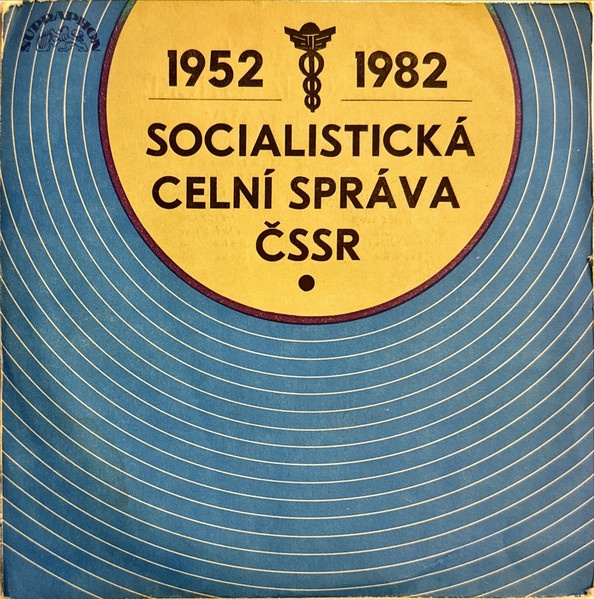 SUPRAPHON
1952 1982
SOCIALISTICKÁ
CELNÍ SPRÁVA
ČSSR